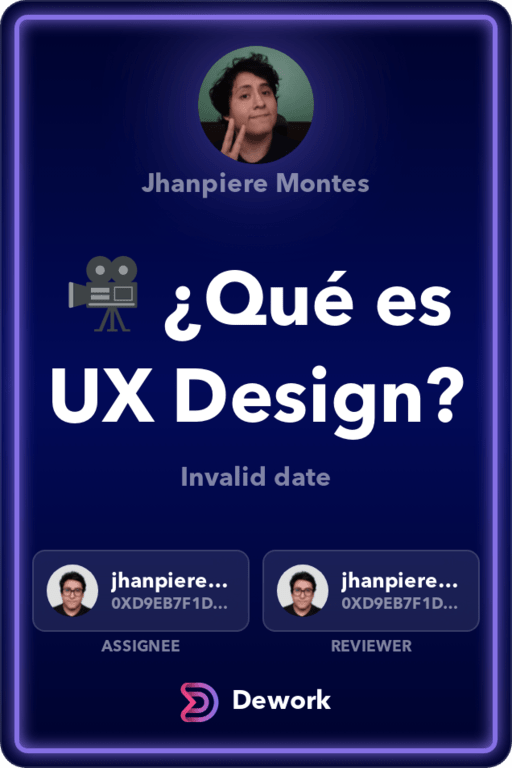 Jhanpiere Montes
🎥 ¿Qué es
UX Design?
Invalid date
jhanpiere...
0XD9EB7F1D...
ASSIGNEE
jhanpiere...
0XD9EB7F1D...
REVIEWER
Dework